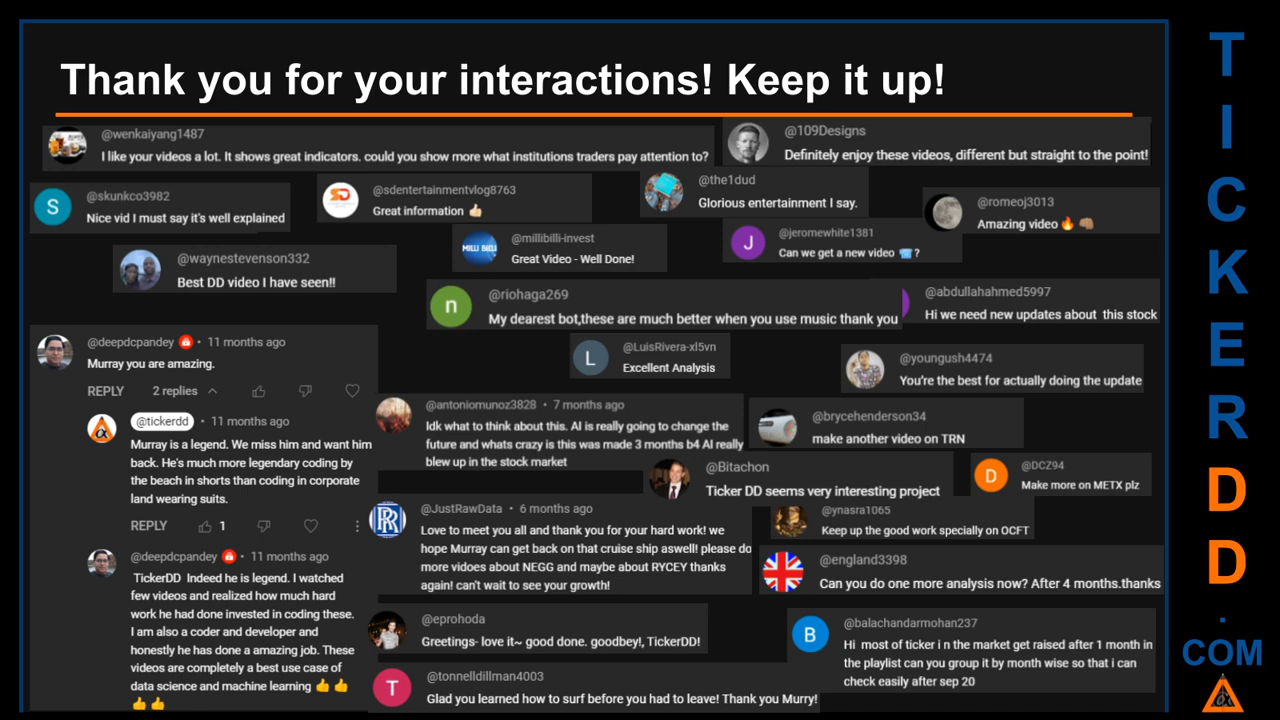 Thank you for your interactions! Keep it up!
@wenkaiyang1487
I like your videos a lot. It shows great indicators. could you show more what institutions traders pay attention to?
@109Designs
Definitely enjoy these videos, different but straight to the point!
S
@skunkco3982
Nice vid I must say it's well explained
@sdentertainmentvlog8763
Great information 👍🏻
@the1dud
Glorious entertainment I say.
@romeoj3013
Amazing video 🔥 👊🏽
@waynestevenson332
Best DD video I have seen!!
MILLI BILLI
@millibilli-invest
Great Video - Well Done!
J
@jeromewhite1381
Can we get a new video ?
n
@riohaga269
My dearest bot,these are much better when you use music thank you
@abdullahahmed5997
Hi we need new updates about this stock
@deepdcpandey • 11 months ago
Murray you are amazing.
REPLY 2 replies
@tickerdd • 11 months ago
Murray is a legend. We miss him and want him
back. He's much more legendary coding by
the beach in shorts than coding in corporate
land wearing suits.
REPLY 1
@deepdcpandey • 11 months ago
TickerDD Indeed he is legend. I watched
few videos and realized how much hard
work he had done invested in coding these.
I am also a coder and developer and
honestly he has done a amazing job. These
videos are completely a best use case of
data science and machine learning 👍 👍
👍 👍
L
@LuisRivera-xl5vn
Excellent Analysis
@youngush4474
You're the best for actually doing the update
@antoniomunoz3828 • 7 months ago
Idk what to think about this. AI is really going to change the
future and whats crazy is this was made 3 months b4 AI really
blew up in the stock market
@brycehenderson34
make another video on TRN
@Bitachon
Ticker DD seems very interesting project
D
@DCZ94
Make more on METX plz
@JustRawData • 6 months ago
Love to meet you all and thank you for your hard work! we
hope Murray can get back on that cruise ship aswell! please do
more vidoes about NEGG and maybe about RYCEY thanks
again! can't wait to see your growth!
@ynasra1065
Keep up the good work specially on OCFT
@england3398
Can you do one more analysis now? After 4 months.thanks
@eprohoda
Greetings- love it~ good done. goodbey!, TickerDD!
B
@balachandarmohan237
Hi most of ticker i n the market get raised after 1 month in
the playlist can you group it by month wise so that i can
check easily after sep 20
T
@tonnelldillman4003
Glad you learned how to surf before you had to leave! Thank you Murry!
T
I
C
K
E
R
D
D
.
COM